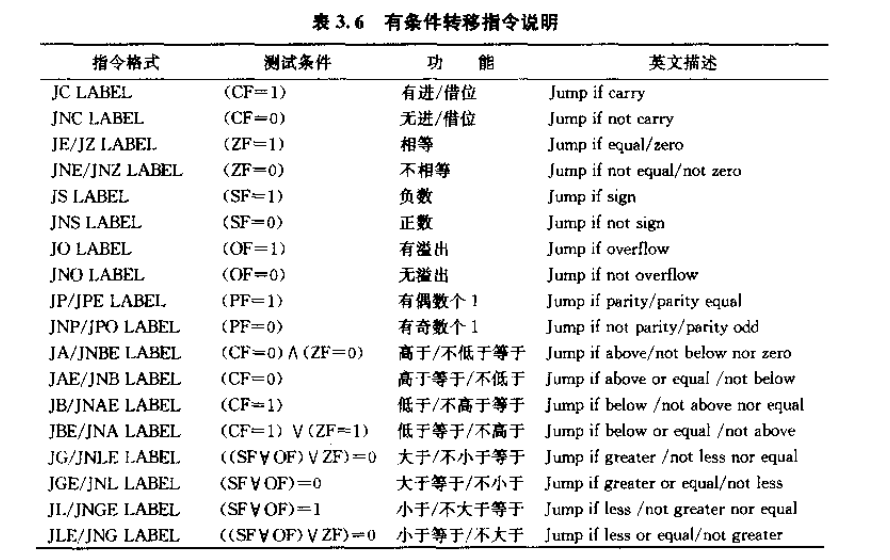 表 3.6 有条件转移指令说明
指令格式 测试条件 功 能 英文描述
JC LABEL (CF=1) 有进/借位 Jump if carry
JNC LABEL (CF=0) 无进/借位 Jump if not carry
JE/JZ LABEL (ZF=1) 相等 Jump if equal/zero
JNE/JNZ LABEL (ZF=0) 不相等 Jump if not equal/not zero
JS LABEL (SF=1) 负数 Jump if sign
JNS LABEL (SF=0) 正数 Jump if not sign
JO LABEL (OF=1) 有溢出 Jump if overflow
JNO LABEL (OF=0) 无溢出 Jump if not overflow
JP/JPE LABEL (PF=1) 有偶数个 1 Jump if parity/parity equal
JNP/JPO LABEL (PF=0) 有奇数个 1 Jump if not parity/parity odd
JA/JNBE LABEL (CF=0)∧(ZF=0) 高于/不低于等于 Jump if above/not below nor zero
JAE/JNB LABEL (CF=0) 高于等于/不低于 Jump if above or equal /not below
JB/JNAE LABEL (CF=1) 低于/不高于等于 Jump if below /not above nor equal
JBE/JNA LABEL (CF=1) ∨(ZF=1) 低于等于/不高于 Jump if below or equal /not above
JG/JNLE LABEL ((SF∀OF)∨ZF)=0 大于/不小于等于 Jump if greater /not less nor equal
JGE/JNL LABEL (SF∀OF)=0 大于等于/不小于 Jump if greater or equal/not less
JL/JNGE LABEL (SF∀OF)=1 小于/不大于等于 Jump if less /not greater nor equal
JLE/JNG LABEL ((SF∀OF)∨ZF)=0 小于等于/不大于 Jump if less or equal/not greater